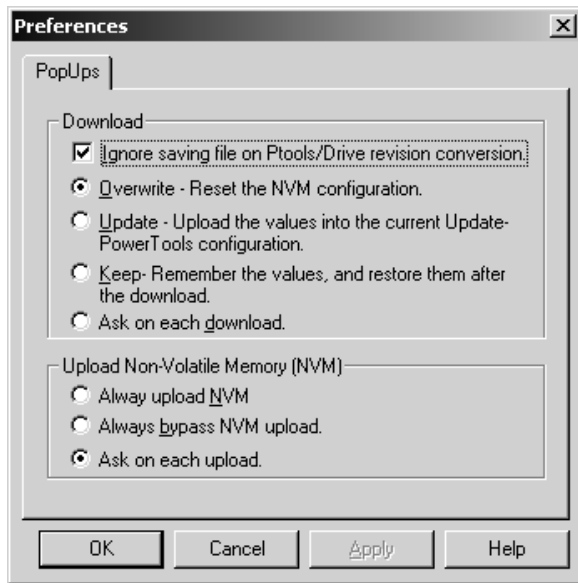 Preferences
PopUps
Download
Ignore saving file on Ptools/Drive revision conversion.
Overwrite - Reset the NVM configuration.
Update - Upload the values into the current Update-
PowerTools configuration.
Keep- Remember the values, and restore them after
the download.
Ask on each download.
Upload Non-Volatile Memory (NVM)
Alway upload NVM
Always bypass NVM upload.
Ask on each upload.
OK Cancel Apply Help